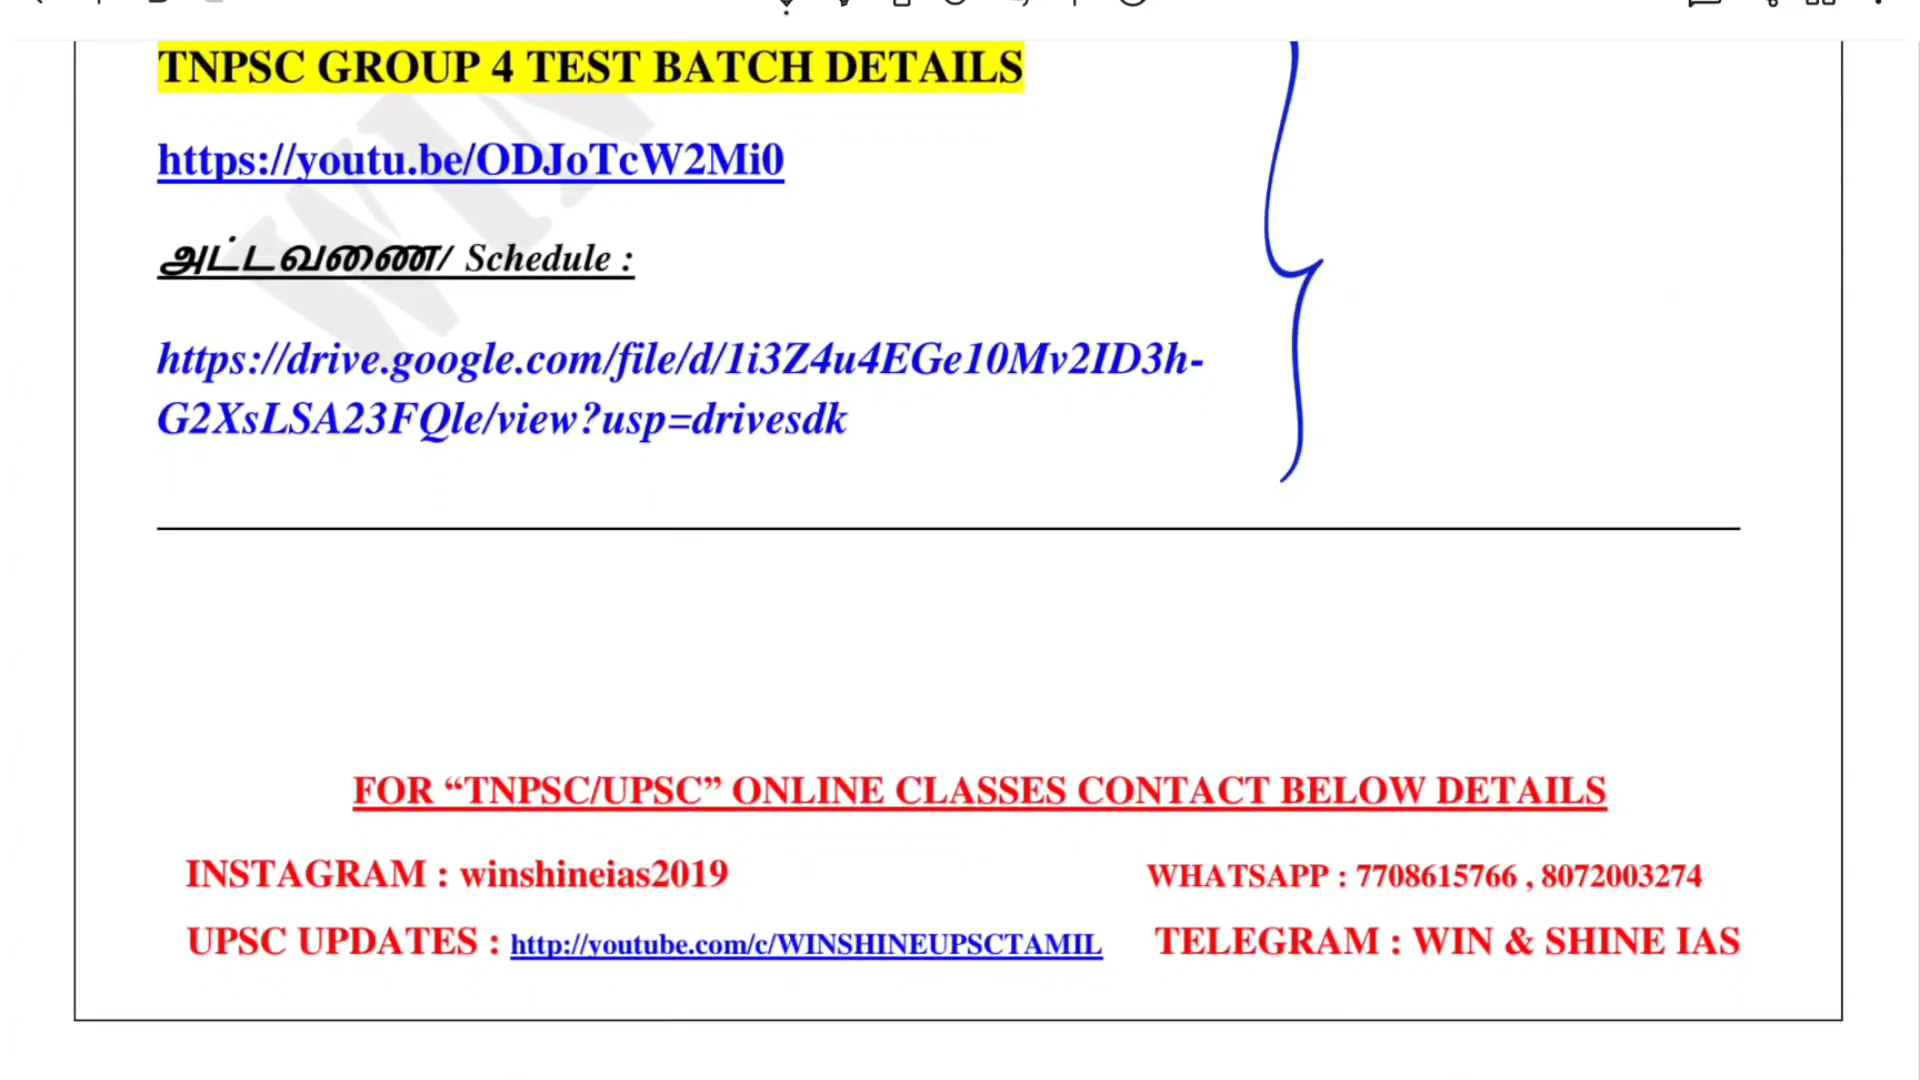 TNPSC GROUP 4 TEST BATCH DETAILS
https://youtu.be/ODJoTcW2Mi0
அட்டவணை/ Schedule :
https://drive.google.com/file/d/1i3Z4u4EGe10Mv2ID3h-
G2XsLSA23FQle/view?usp=drivesdk
FOR “TNPSC/UPSC” ONLINE CLASSES CONTACT BELOW DETAILS
INSTAGRAM : winshineias2019 WHATSAPP : 7708615766 , 8072003274
UPSC UPDATES : http://youtube.com/c/WINSHINEUPSCTAMIL TELEGRAM : WIN & SHINE IAS